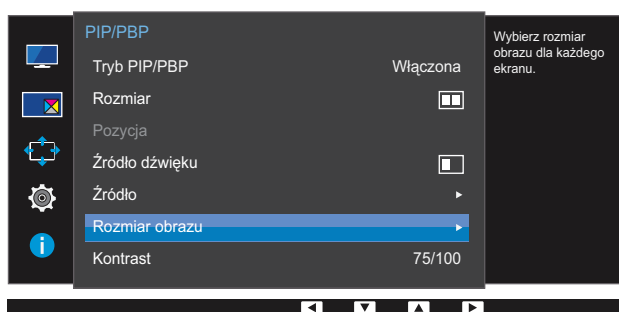 PIP/PBP
Tryb PIP/PBP Włączona
Rozmiar
Pozycja
Źródło dźwięku
Źródło
Rozmiar obrazu
Kontrast 75/100
Wybierz rozmiar
obrazu dla każdego
ekranu.